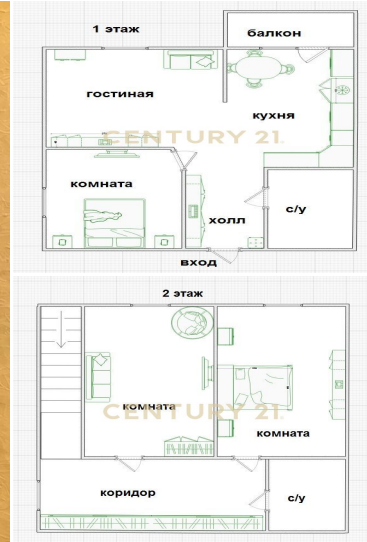 1 этаж
балкон
гостиная
кухня
CENTURY 21.
комната
холл
с/у
вход
2 этаж
комната
CENTURY 21.
комната
коридор
с/у